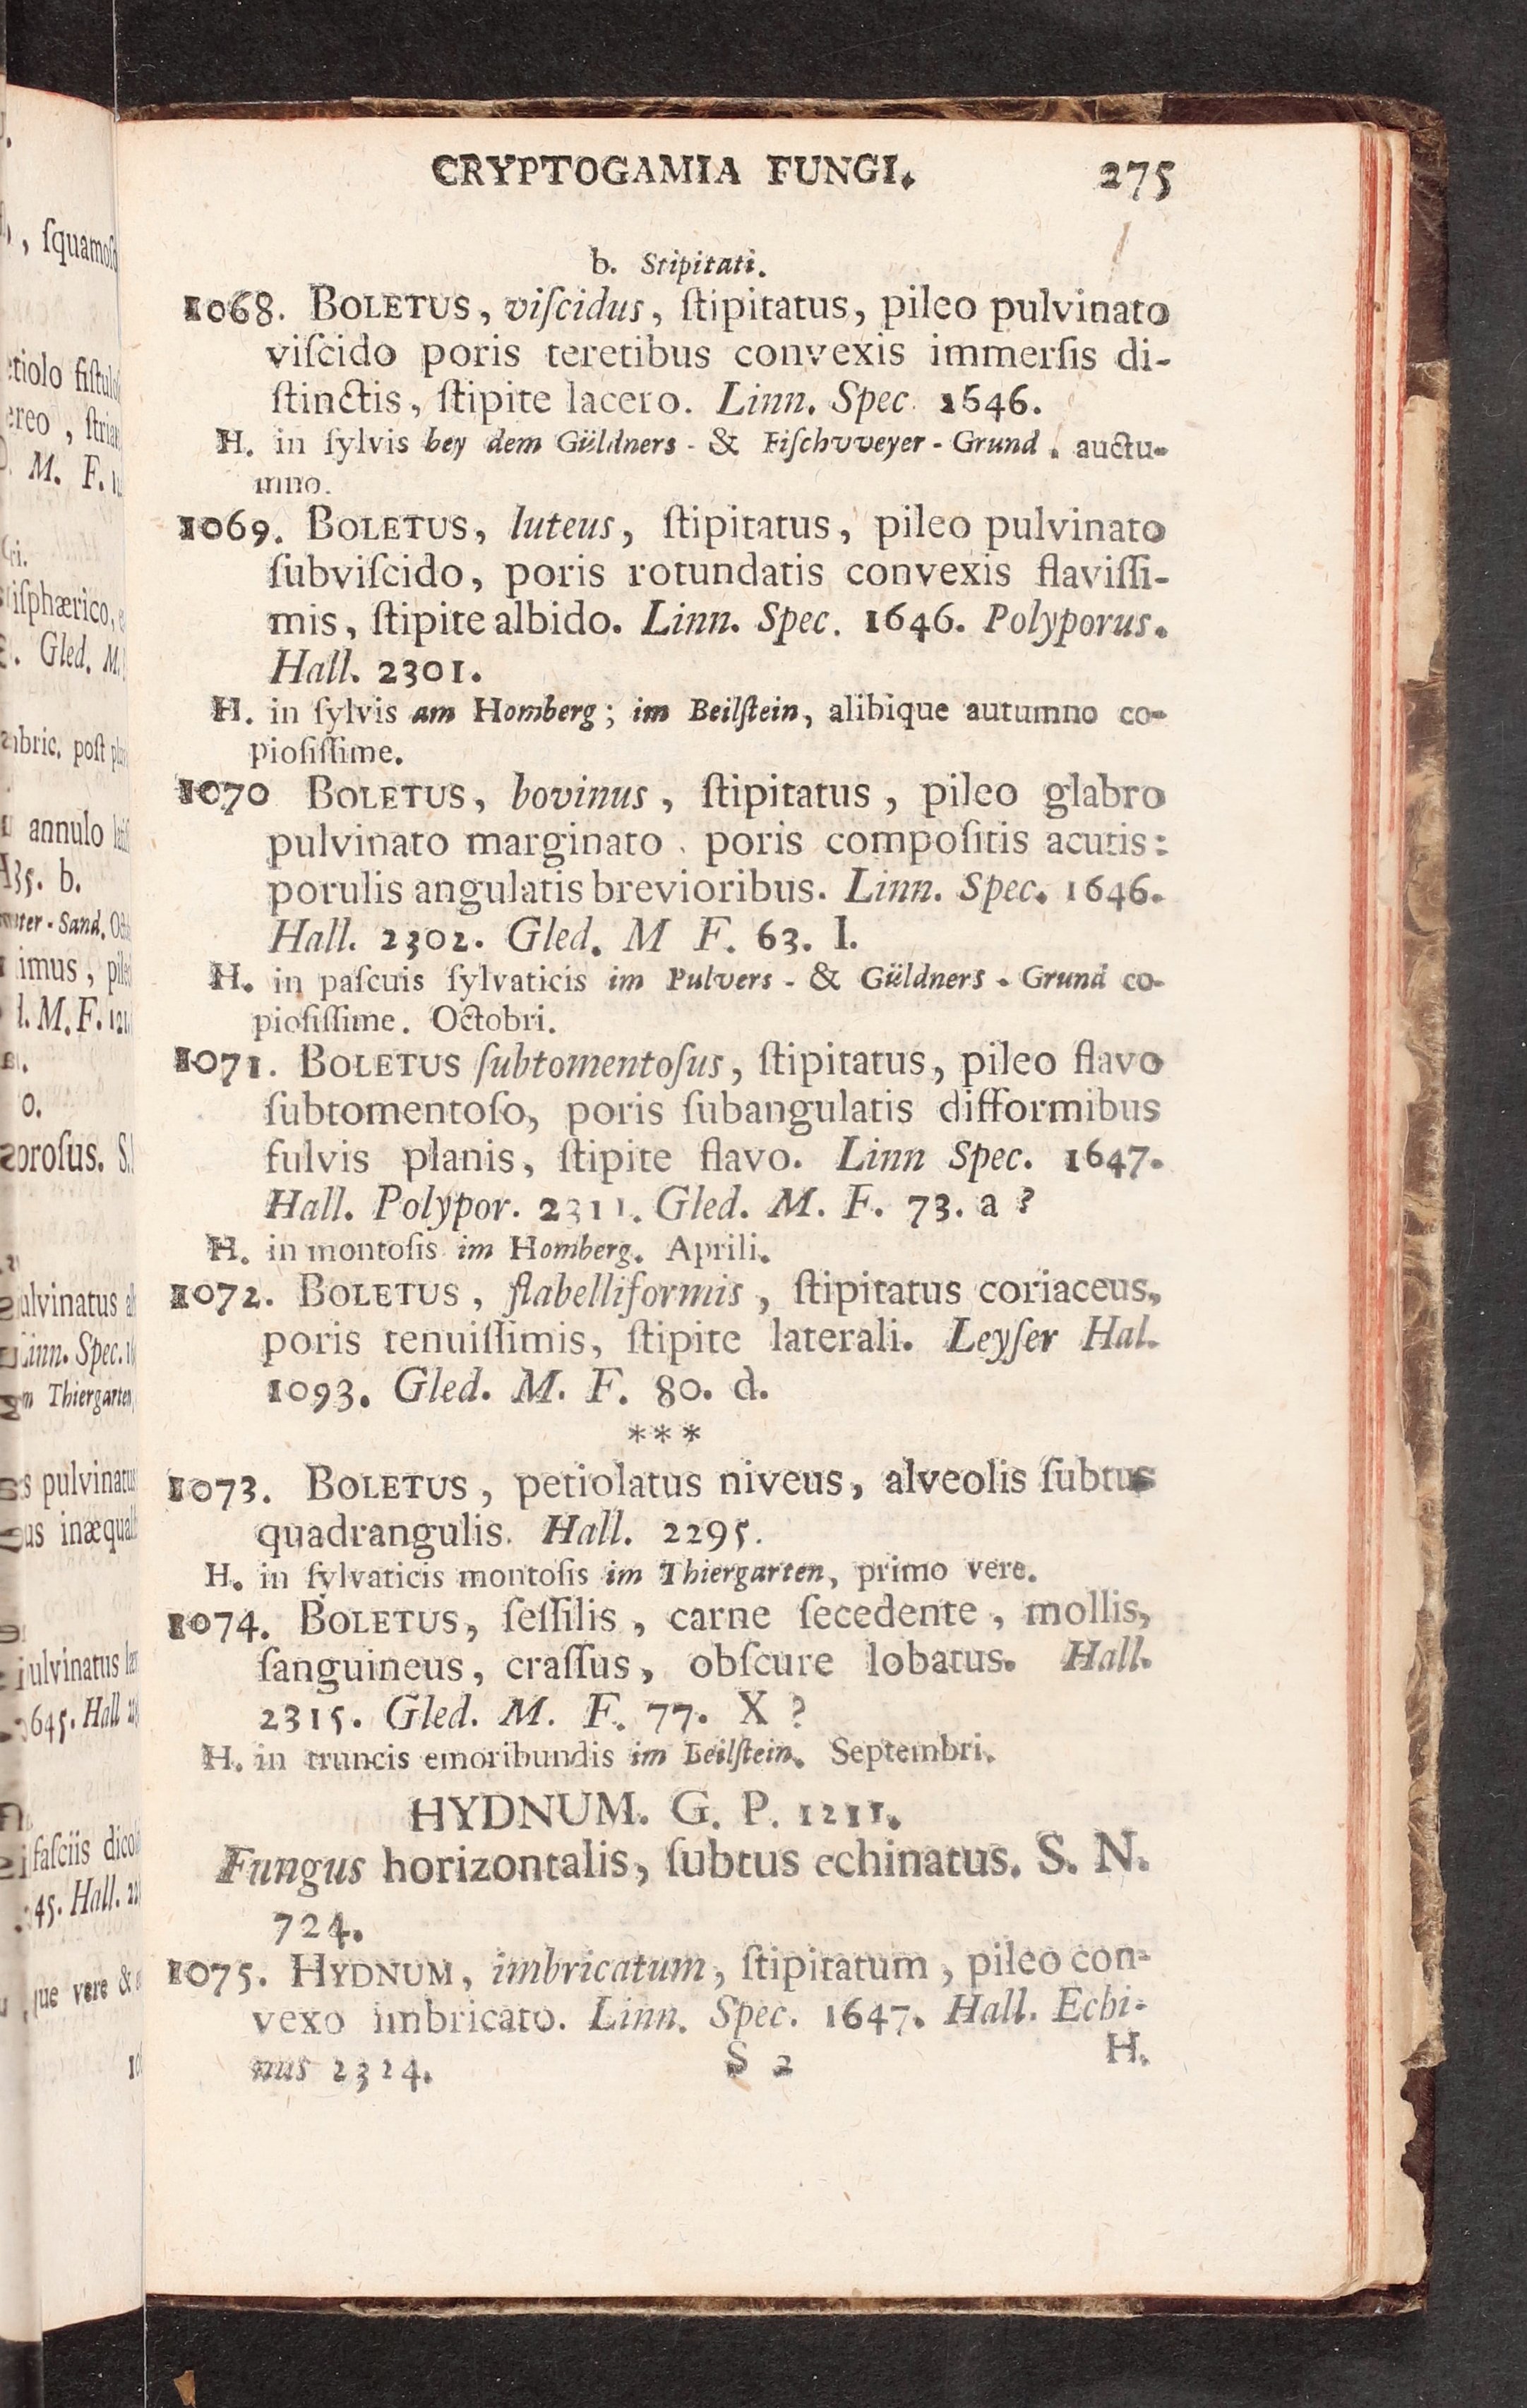 CRYPTOGAMIA FUNGI. 275
b. Stipitati.
1068. BOLETUS, viſcidus, ſtipitatus, pileo pulvinato
viſcido poris teretibus convexis immerſis di-
ſtinctis, ſtipite lacero. Linn. Spec. 1646.
H. in ſylvis bey dem Güldners - & Fiſchvveyer - Grund. auctu-
mno.
1069. BOLETUS, luteus, ſtipitatus, pileo pulvinato
ſubviſcido, poris rotundatis convexis flaviſſi-
mis, ſtipite albido. Linn. Spec. 1646. Polyporus.
Hall. 2301.
H. in ſylvis am Homberg; im Beilſtein, alibique autumno co-
pioſiſſime.
1070 BOLETUS, bovinus, ſtipitatus, pileo glabro
pulvinato marginato. poris compoſitis acutis:
porulis angulatis brevioribus. Linn. Spec. 1646.
Hall. 2302. Gled. M F. 63. I.
H. in paſcuis ſylvaticis im Pulvers - & Güldners - Grund co-
pioſiſſime. Octobri.
1071. BOLETUS ſubtomentoſus, ſtipitatus, pileo flavo
ſubtomentoſo, poris ſubangulatis difformibus
fulvis planis, ſtipite flavo. Linn Spec. 1647.
Hall. Polypor. 2311. Gled. M. F. 73. a ?
H. in montoſis im Homberg. Aprili.
1072. BOLETUS, flabelliformis, ſtipitatus coriaceus,
poris tenuiſſimis, ſtipite laterali. Leyſer Hal.
1093. Gled. M. F. 80. d.
***
1073. BOLETUS, petiolatus niveus, alveolis ſubtus
quadrangulis. Hall. 2295.
H. in ſylvaticis montoſis im Thiergarten, primo vere.
1074. BOLETUS, ſeſſilis, carne ſecedente, mollis,
ſanguineus, craſſus, obſcure lobatus. Hall.
2315. Gled. M. F. 77. X ?
H. in truncis emoribundis im Beilſtein. Septembri.
HYDNUM. G. P. 1211.
Fungus horizontalis, ſubtus echinatus. S. N.
724.
1075. HYDNUM, imbricatum, ſtipitatum, pileo con-
vexo imbricato. Linn. Spec. 1647. Hall. Echi-
nus 2324. S 2 H.